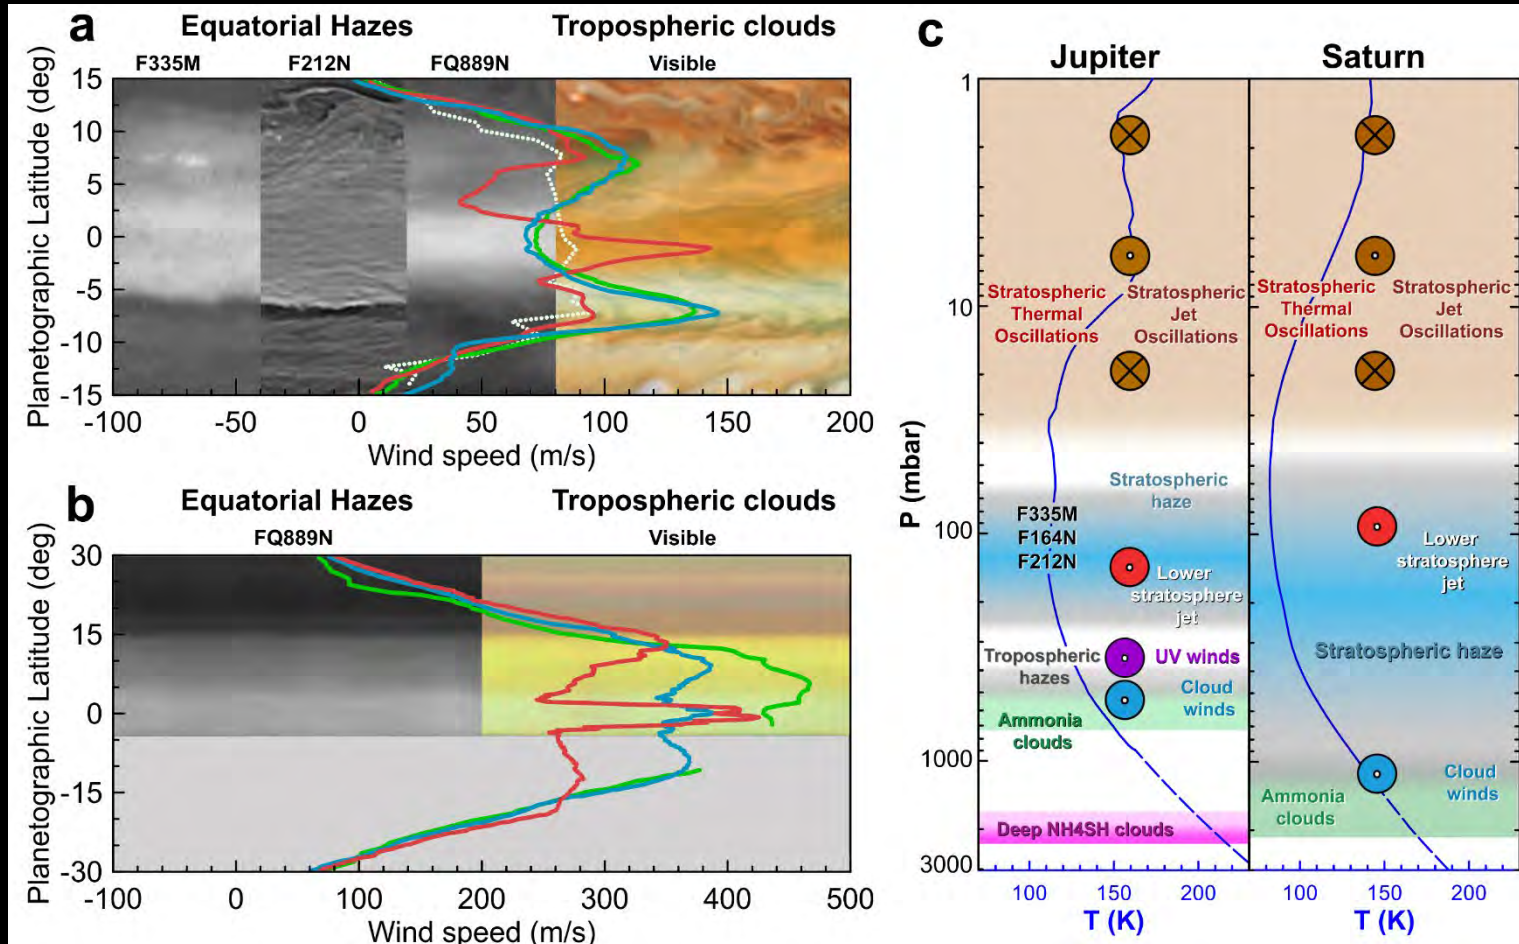 a
Equatorial Hazes
Tropospheric clouds
F335M
F212N
FQ889N
Visible
Planetographic Latitude (deg)
15
10
5
0
-5
-10
-15
-100
-50
0
50
100
150
200
Wind speed (m/s)
b
Equatorial Hazes
Tropospheric clouds
FQ889N
Visible
Planetographic Latitude (deg)
30
15
0
-15
-30
-100
0
100
200
300
400
500
Wind speed (m/s)
c
Jupiter
Saturn
P (mbar)
1
10
100
1000
3000
Stratospheric
Thermal
Oscillations
Stratospheric
Jet
Oscillations
Stratospheric
haze
F335M
F164N
F212N
Lower
stratosphere
jet
Tropospheric
hazes
UV winds
Cloud
winds
Ammonia
clouds
Deep NH4SH clouds
100
150
200
T (K)
Stratospheric
Thermal
Oscillations
Stratospheric
Jet
Oscillations
Lower
stratosphere
jet
Stratospheric haze
Cloud
winds
Ammonia
clouds
100
150
200
T (K)